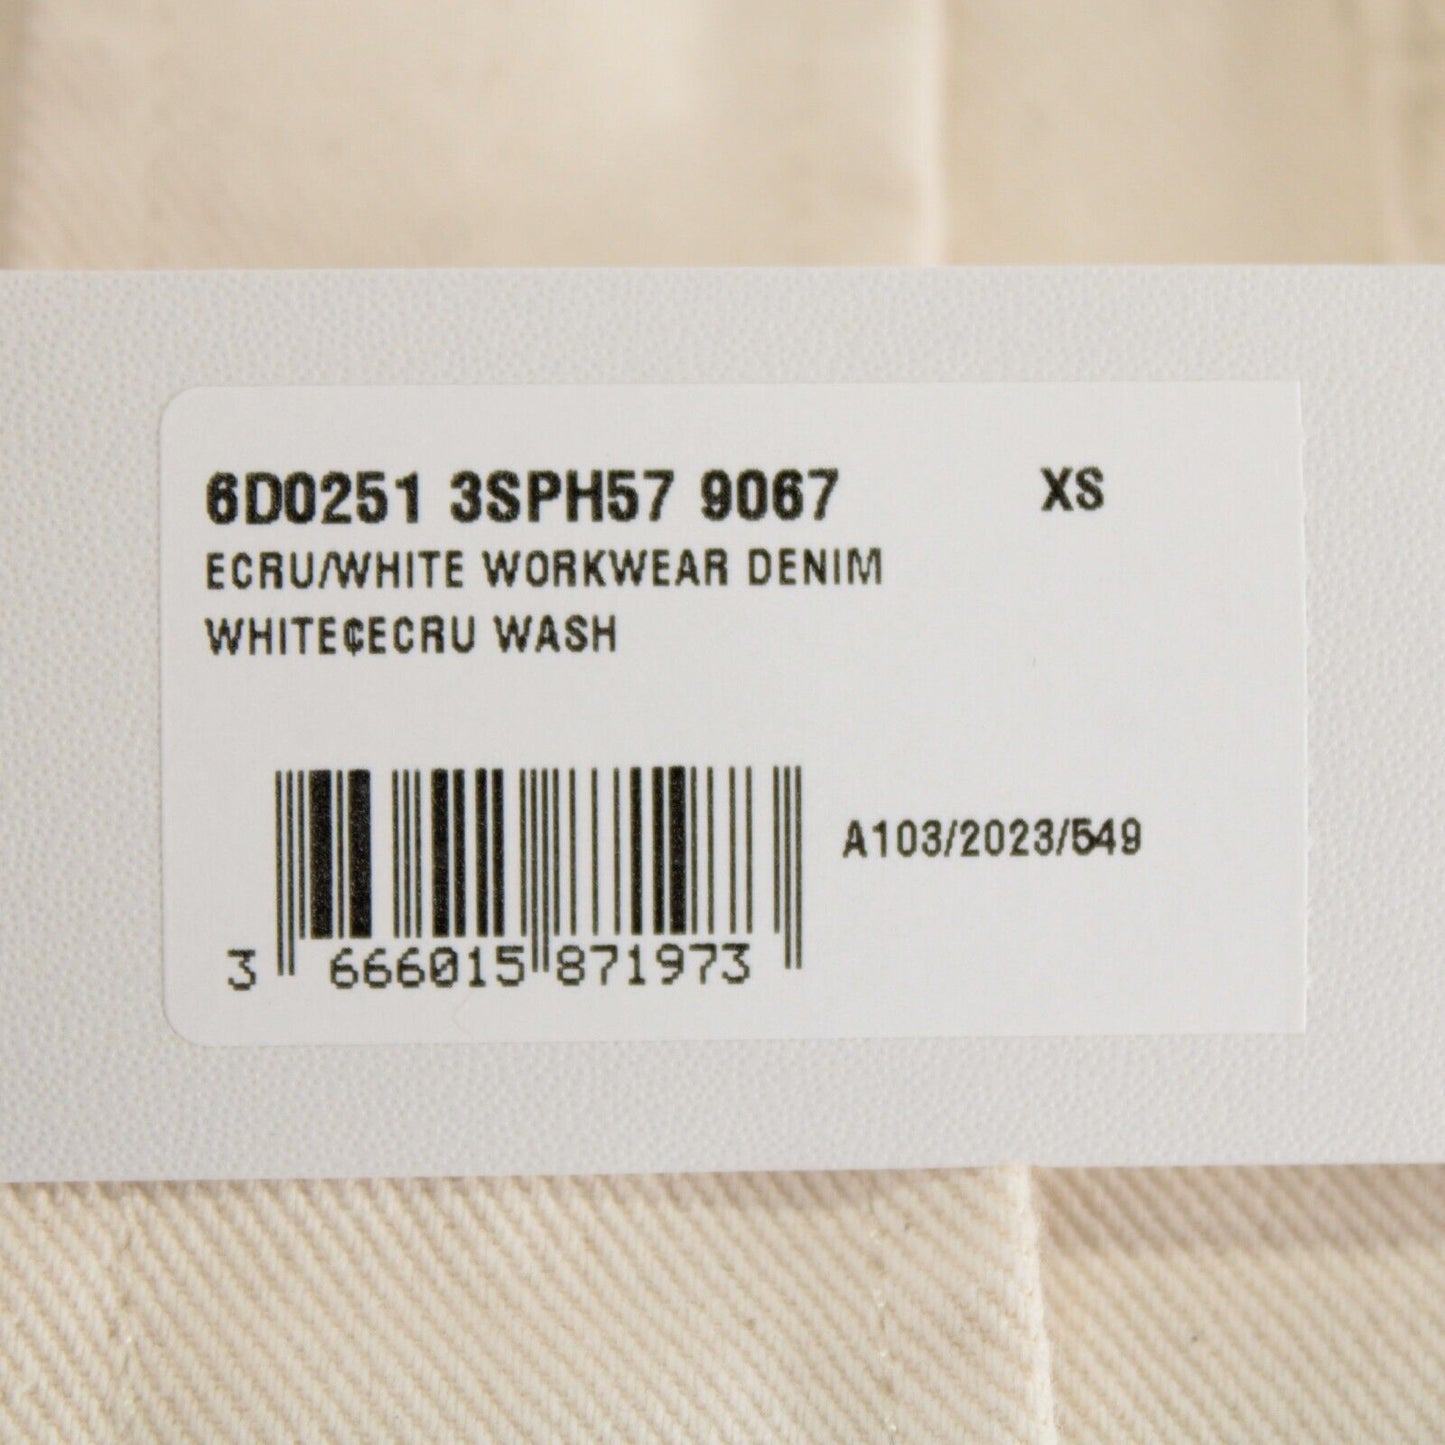 6D0251 3SPH57 9067 XS
ECRU/WHITE WORKWEAR DENIM
WHITE¢ECRU WASH
A103/2023/549
3 666015 871973